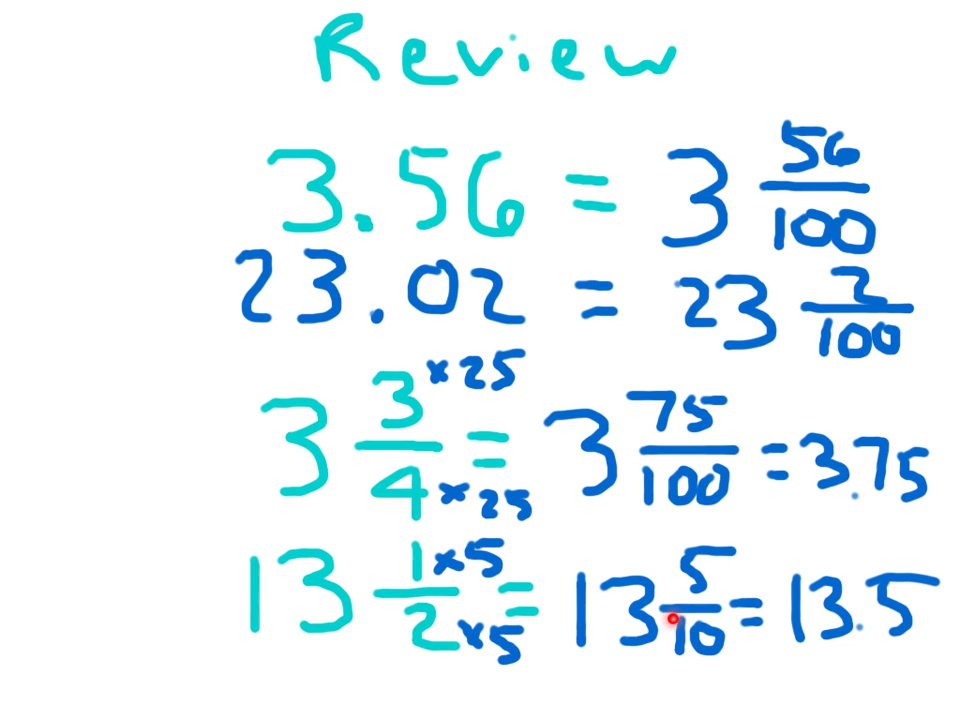 Review
3.56 = 3 56/100
23.02 = 23 2/100
3 3/4 ×25 ×25 = 3 75/100 = 3.75
13 1/2 ×5 ×5 = 13 5/10 = 13.5